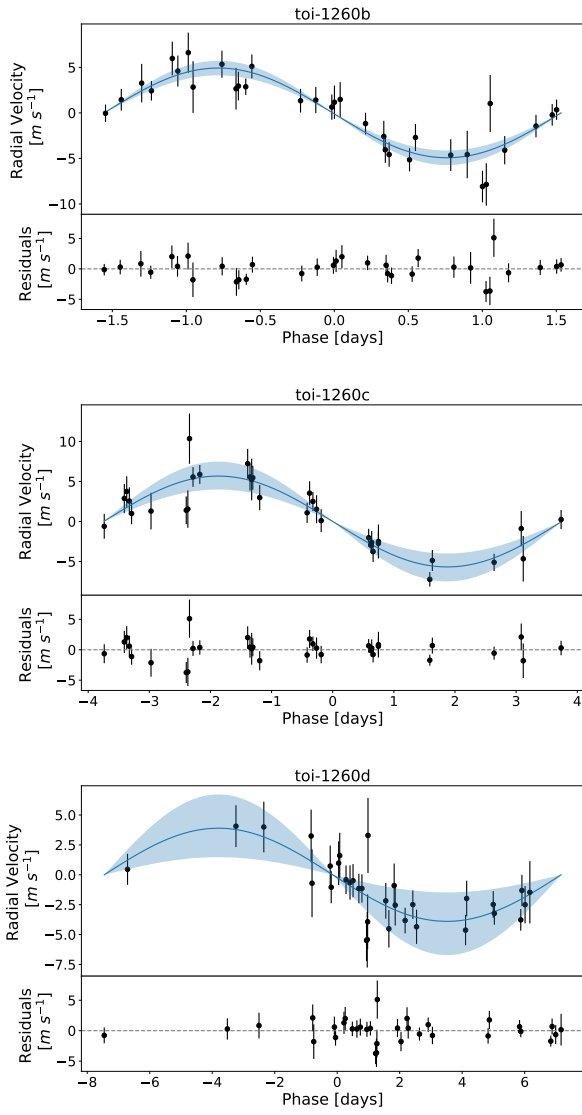 toi-1260b
5
0
−5
−10
Radial Velocity
[m s⁻¹]
5
0
−5
Residuals
[m s⁻¹]
−1.5 −1.0 −0.5 0.0 0.5 1.0 1.5
Phase [days]
toi-1260c
10
5
0
−5
Radial Velocity
[m s⁻¹]
5
0
−5
Residuals
[m s⁻¹]
−4 −3 −2 −1 0 1 2 3 4
Phase [days]
toi-1260d
5.0
2.5
0.0
−2.5
−5.0
−7.5
Radial Velocity
[m s⁻¹]
5
0
−5
Residuals
[m s⁻¹]
−8 −6 −4 −2 0 2 4 6
Phase [days]